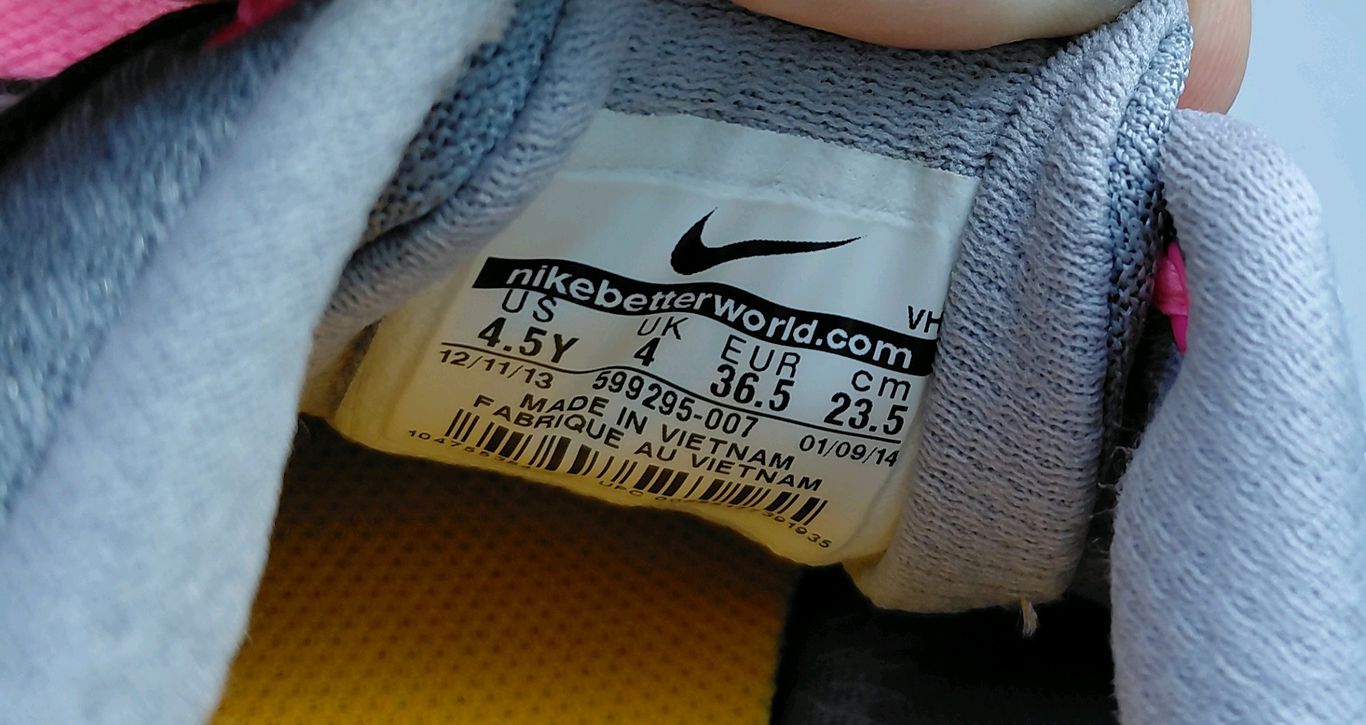 nikebetterworld.com
VH
US UK EUR cm
4.5Y 4 36.5 23.5
12/11/13 599295-007 01/09/14
MADE IN VIETNAM
FABRIQUE AU VIETNAM
UPC